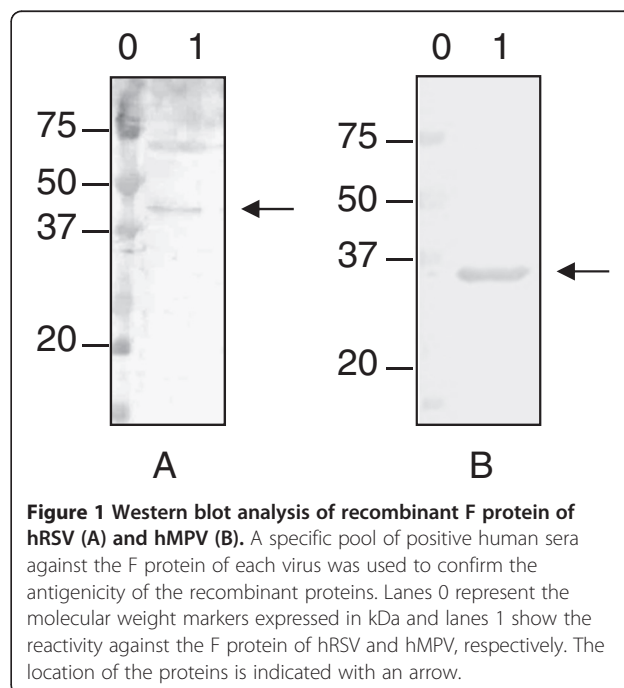 0 1
0 1
75
50
37
20
75
50
37
20
A
B
Figure 1 Western blot analysis of recombinant F protein of
hRSV (A) and hMPV (B). A specific pool of positive human sera
against the F protein of each virus was used to confirm the
antigenicity of the recombinant proteins. Lanes 0 represent the
molecular weight markers expressed in kDa and lanes 1 show the
reactivity against the F protein of hRSV and hMPV, respectively. The
location of the proteins is indicated with an arrow.